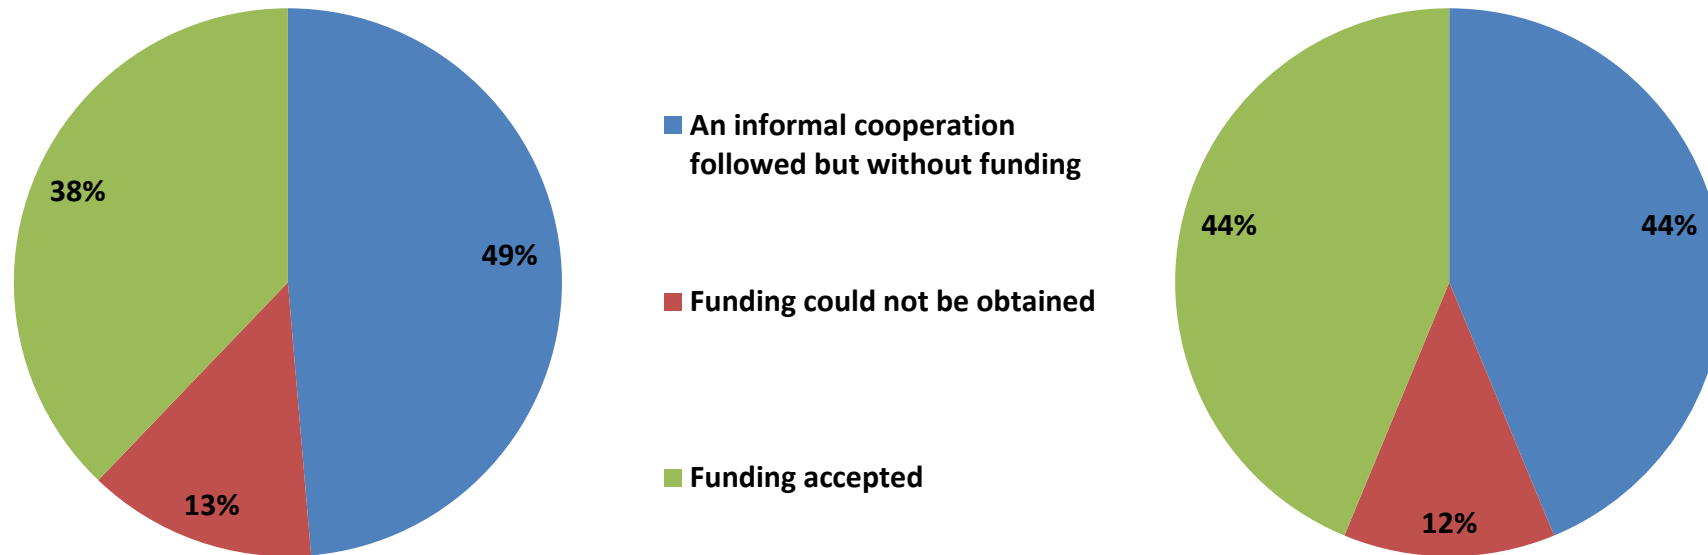 38%
49%
13%
An informal cooperation
followed but without funding
Funding could not be obtained
Funding accepted
44%
44%
12%